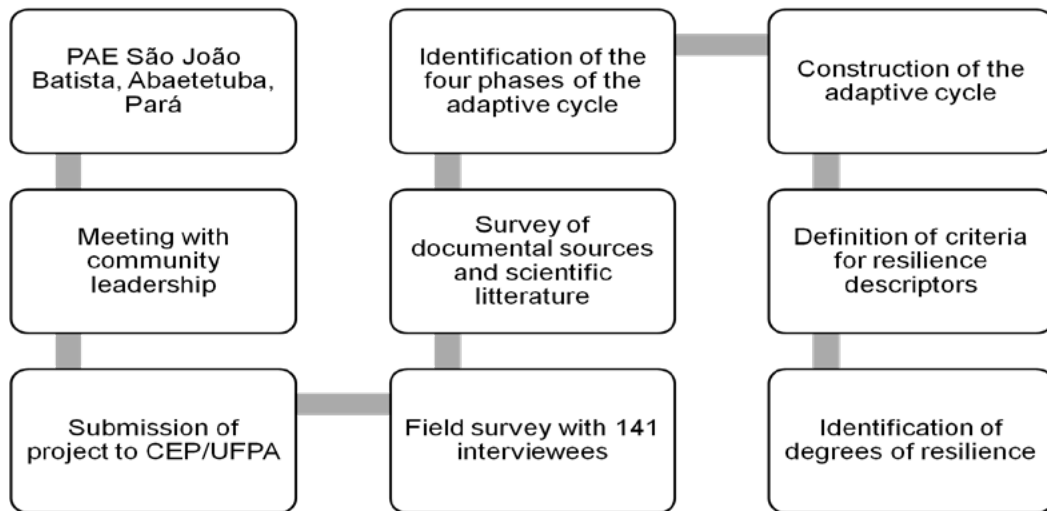 PAE São João
Batista, Abaetetuba,
Pará
Meeting with
community
leadership
Submission of
project to CEP/UFPA
Field survey with 141
interviewees
Survey of
documental sources
and scientific
litterature
Identification of the
four phases of the
adaptive cycle
Construction of the
adaptive cycle
Definition of criteria
for resilience
descriptors
Identification of
degrees of resilience